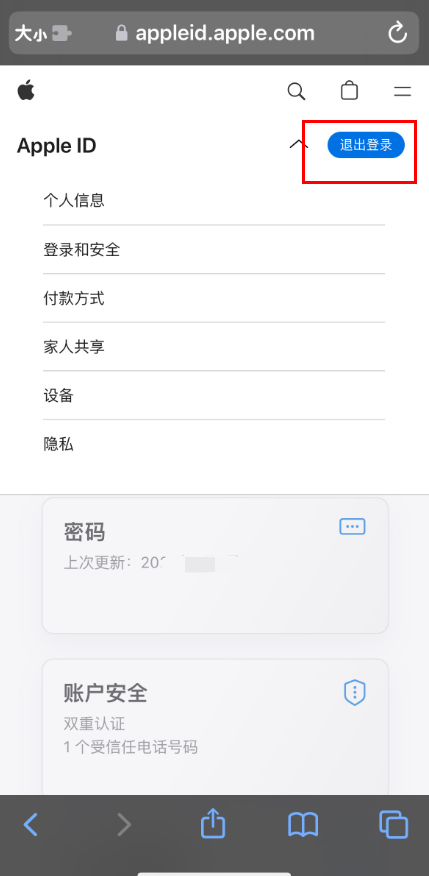 大小 appleid.apple.com
Apple ID 退出登录
个人信息
登录和安全
付款方式
家人共享
设备
隐私
密码
上次更新：20
账户安全
双重认证
1 个受信任电话号码